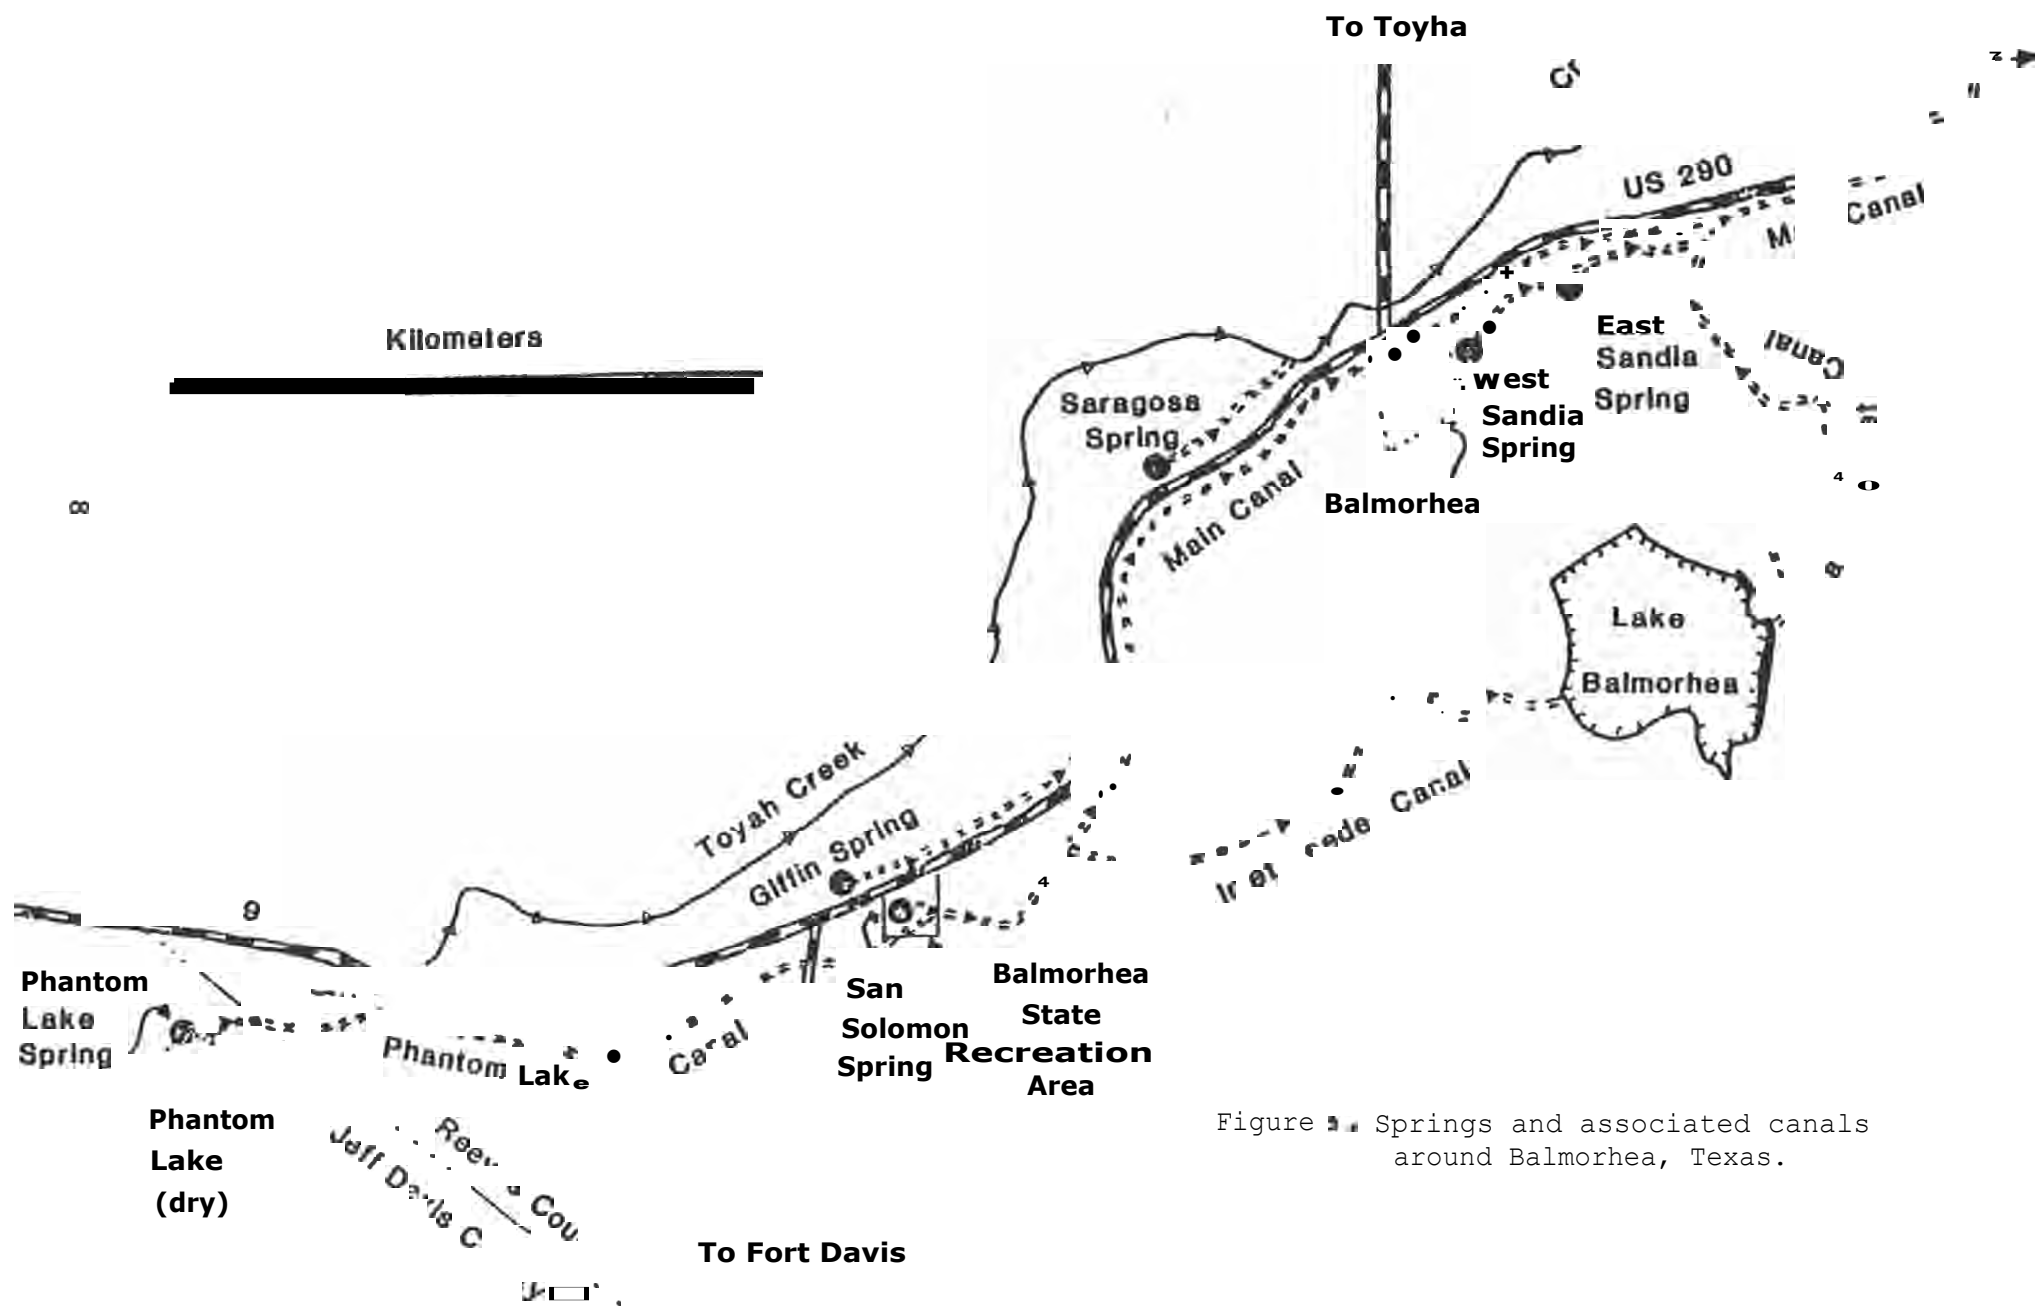 To Toyha
US 290
Canal
Kilometers
East
Sandia
Spring
Canal
west
Sandia
Spring
Saragosa
Spring
Main Canal
Balmorhea
Lake
Balmorhea
Toyah Creek
Giffin Spring
Canal
Phantom
Lake
Spring
Phantom Lake
San
Solomon
Spring
Balmorhea
State
Recreation
Area
Phantom
Lake
(dry)
Jeff
To Fort Davis
Figure
Springs and associated canals
around Balmorhea, Texas.